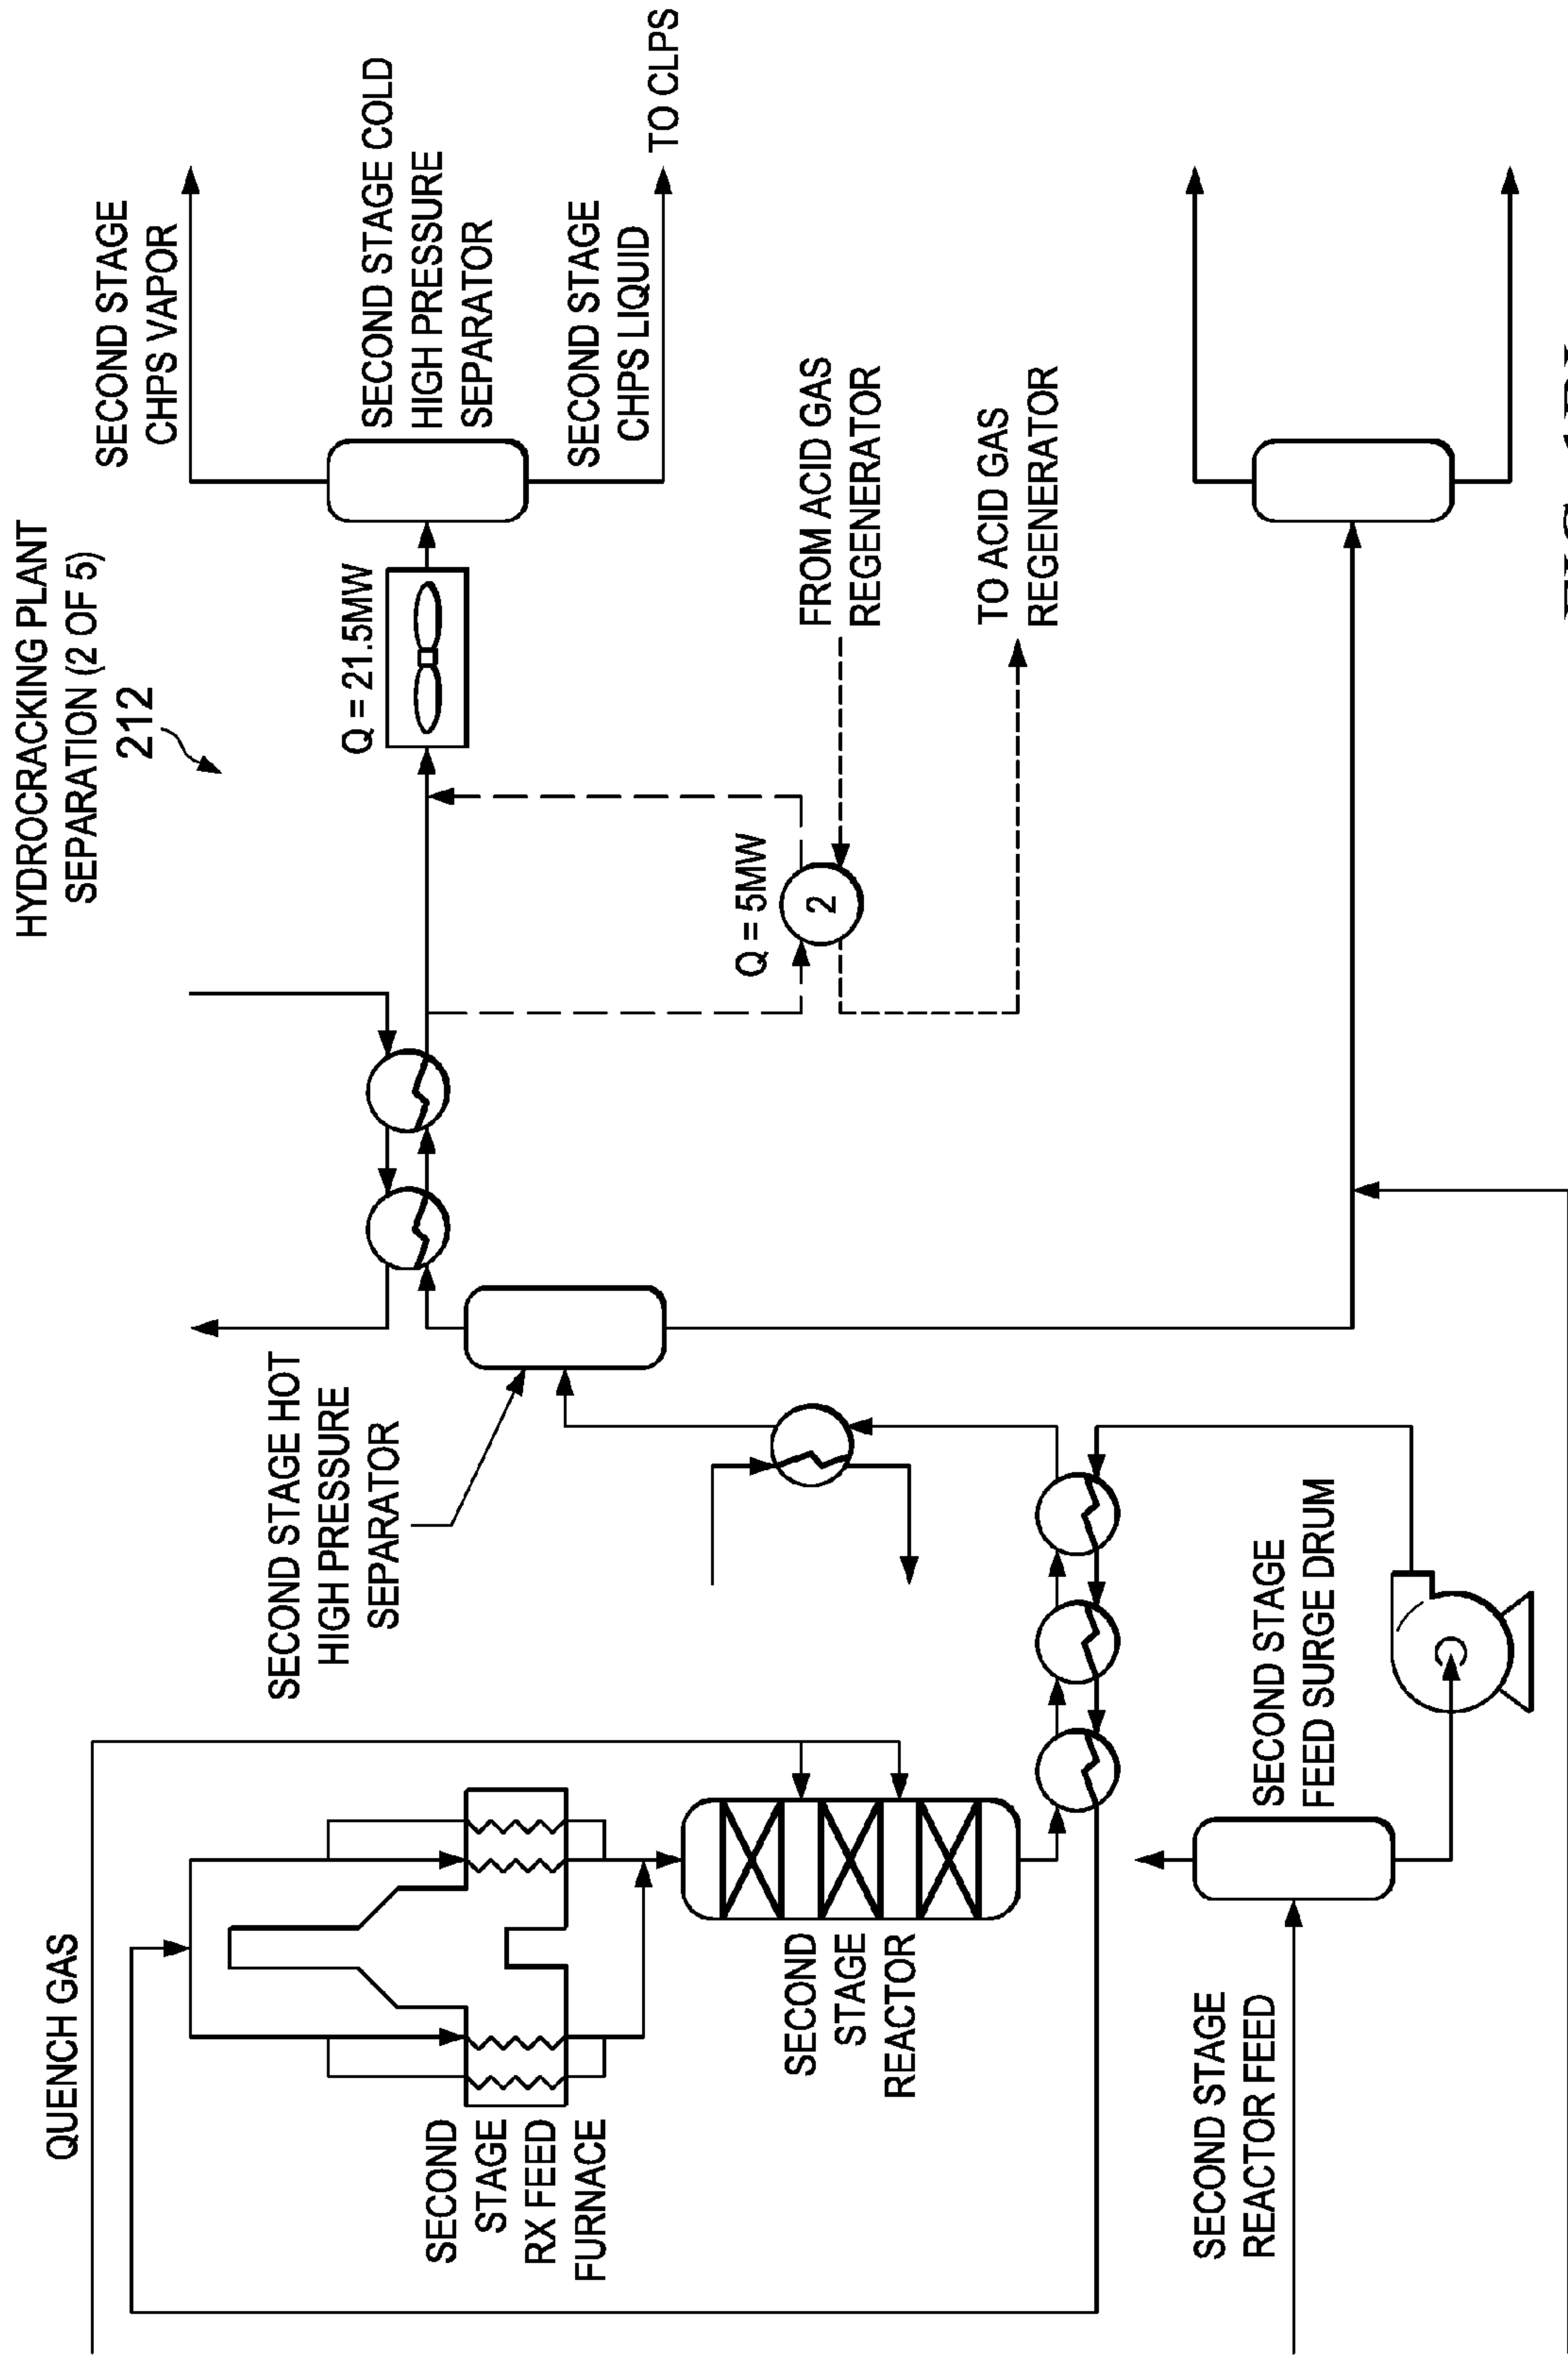 HYDROCRACKING PLANT
SEPARATION (2 OF 5)
212
QUENCH GAS
SECOND
STAGE
RX FEED
FURNACE
SECOND
STAGE
REACTOR
SECOND STAGE
REACTOR FEED
SECOND STAGE
FEED SURGE DRUM
SECOND STAGE HOT
HIGH PRESSURE
SEPARATOR
Q = 21.5MW
Q = 5MW
2
SECOND STAGE
CHPS VAPOR
SECOND STAGE COLD
HIGH PRESSURE
SEPARATOR
SECOND STAGE
CHPS LIQUID
TO CLPS
FROM ACID GAS
REGENERATOR
TO ACID GAS
REGENERATOR